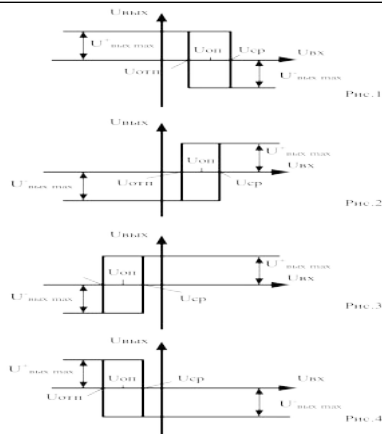 Uвых
U⁺вых max
Uоп
Uвх
Uотп
Uср
U⁻вых max
Рис.1
Uвых
U⁺вых max
Uоп
Uвх
Uотп
Uср
U⁻вых max
Рис.2
Uвых
Uоп
U⁺вых max
Uвх
Uср
U⁻вых max
Рис.3
Uвых
U⁺вых max
Uоп
Uср
Uвх
Uотп
U⁻вых max
Рис.4